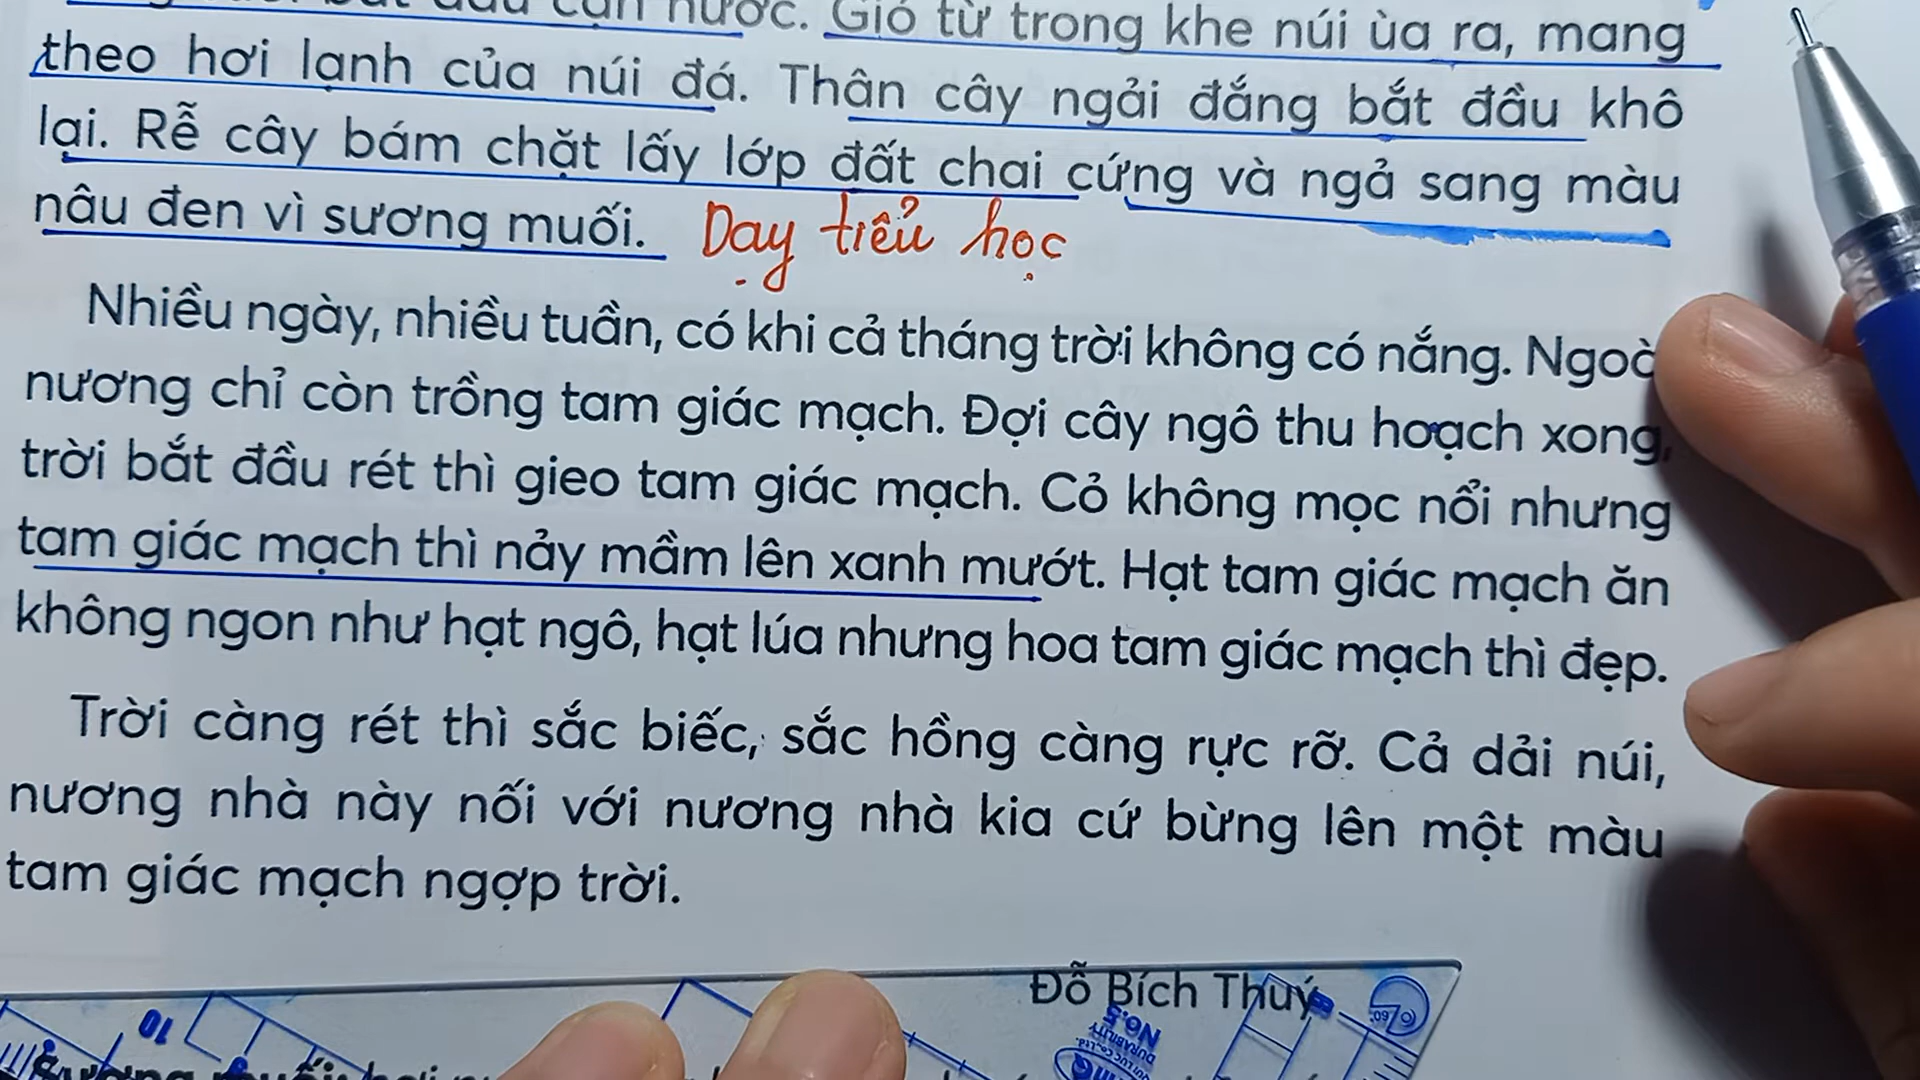 cạn nước. Gió từ trong khe núi ùa ra, mang
theo hơi lạnh của núi đá. Thân cây ngải đắng bắt đầu khô
lại. Rễ cây bám chặt lấy lớp đất chai cứng và ngả sang màu
nâu đen vì sương muối. Dạy tiểu học
Nhiều ngày, nhiều tuần, có khi cả tháng trời không có nắng.
nương chỉ còn trồng tam giác mạch. Đợi cây ngô thu hoạch xong,
trời bắt đầu rét thì gieo tam giác mạch. Cỏ không mọc nổi nhưng
tam giác mạch thì nảy mầm lên xanh mướt. Hạt tam giác mạch ăn
không ngon như hạt ngô, hạt lúa nhưng hoa tam giác mạch thì đẹp.
Trời càng rét thì sắc biếc, sắc hồng càng rực rỡ. Cả dải núi,
nương nhà này nối với nương nhà kia cứ bừng lên một màu
tam giác mạch ngợp trời.
Đỗ Bích Thuý
10
NO.5
DURABILITY